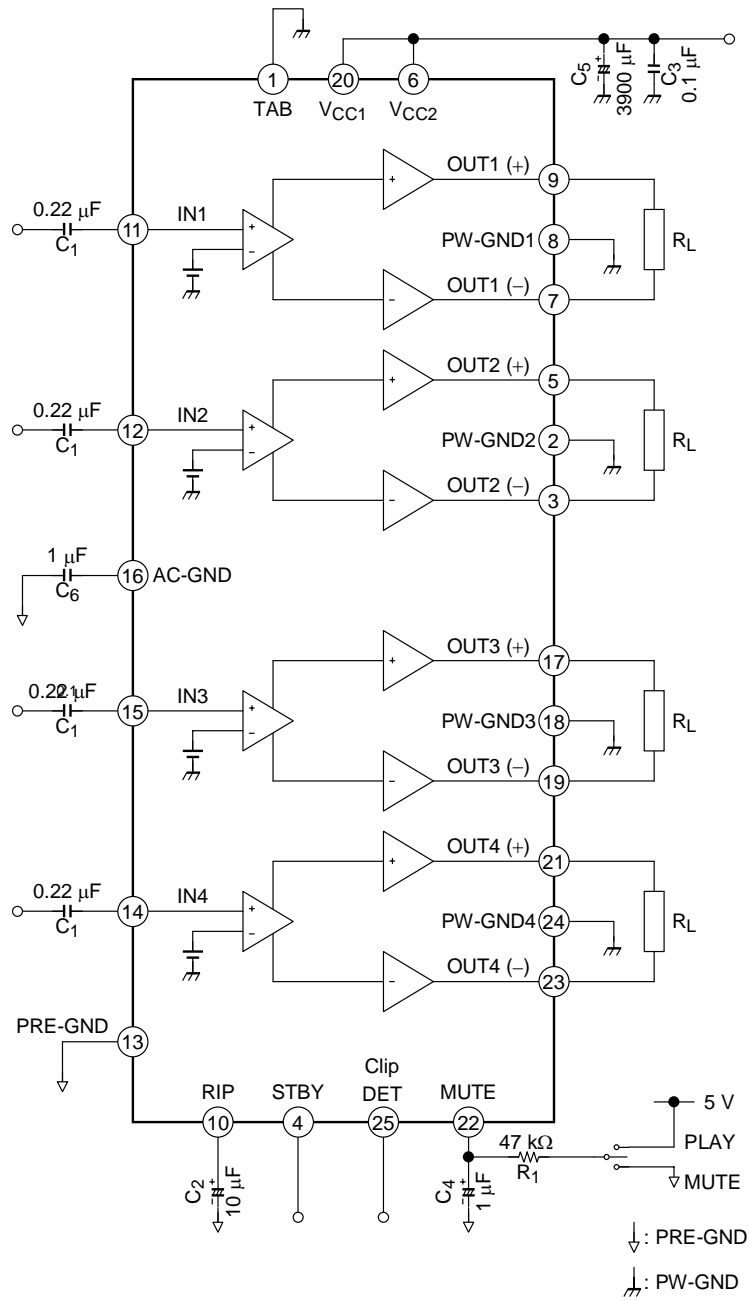 1
20
6
TAB
VCC1
VCC2
C5
3900 µF
C3
0.1 µF
OUT1 (+)
9
0.22 µF
C1
11
IN1
PW-GND1
8
RL
OUT1 (−)
7
OUT2 (+)
5
0.22 µF
C1
12
IN2
PW-GND2
2
RL
OUT2 (−)
3
1 µF
C6
16
AC-GND
OUT3 (+)
17
C1
15
IN3
PW-GND3
18
RL
OUT3 (−)
19
OUT4 (+)
21
0.22 µF
C1
14
IN4
PW-GND4
24
RL
OUT4 (−)
23
PRE-GND
13
RIP
STBY
Clip
DET
MUTE
10
4
25
22
5 V
PLAY
47 kΩ
R1
MUTE
C2
10 µF
C4
1 µF
: PRE-GND
: PW-GND